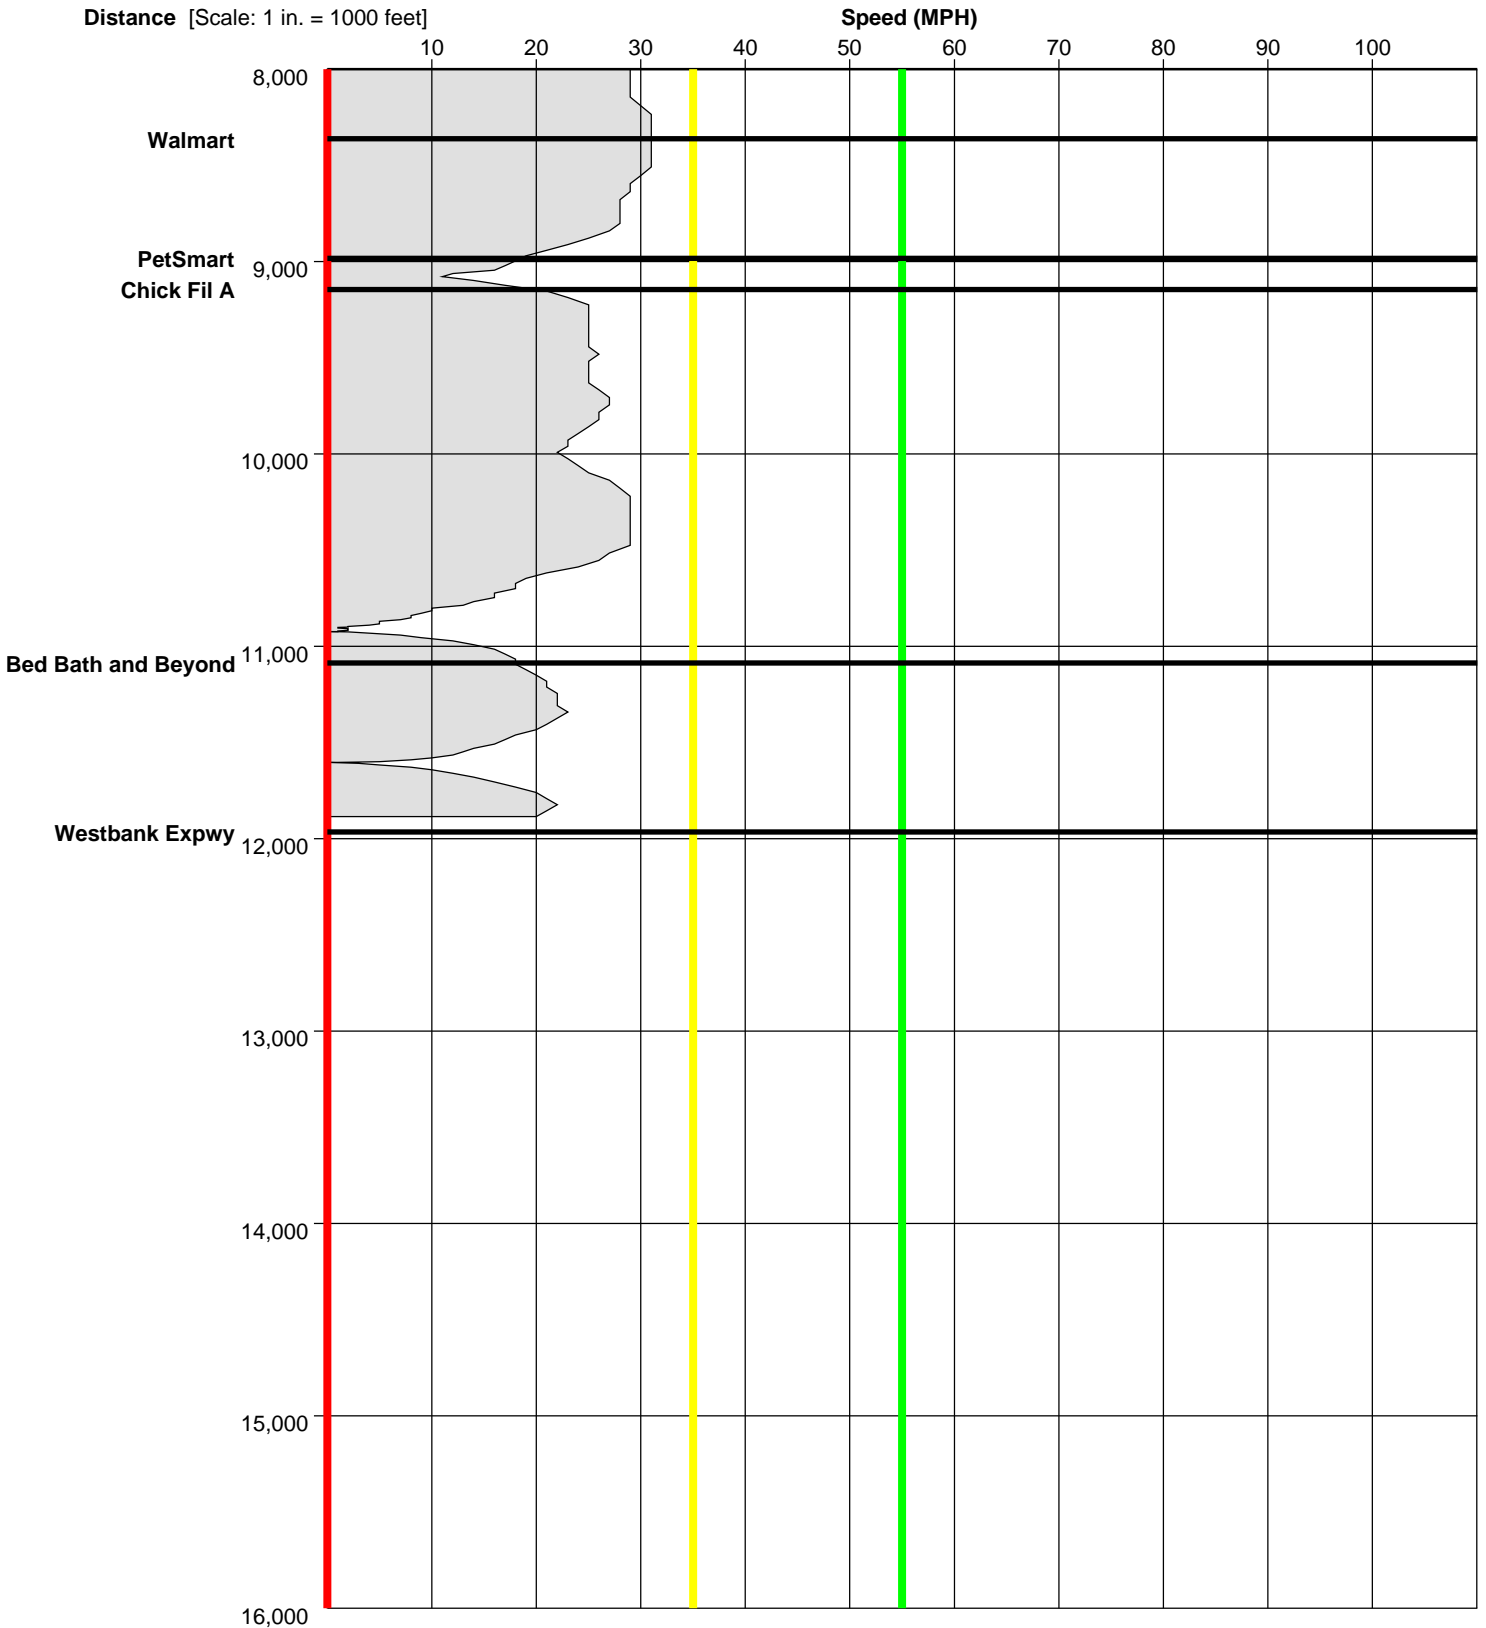 Distance [Scale: 1 in. = 1000 feet] Speed (MPH)
10 20 30 40 50 60 70 80 90 100
8,000
Walmart
PetSmart
9,000
Chick Fil A
10,000
11,000
Bed Bath and Beyond
Westbank Expwy
12,000
13,000
14,000
15,000
16,000